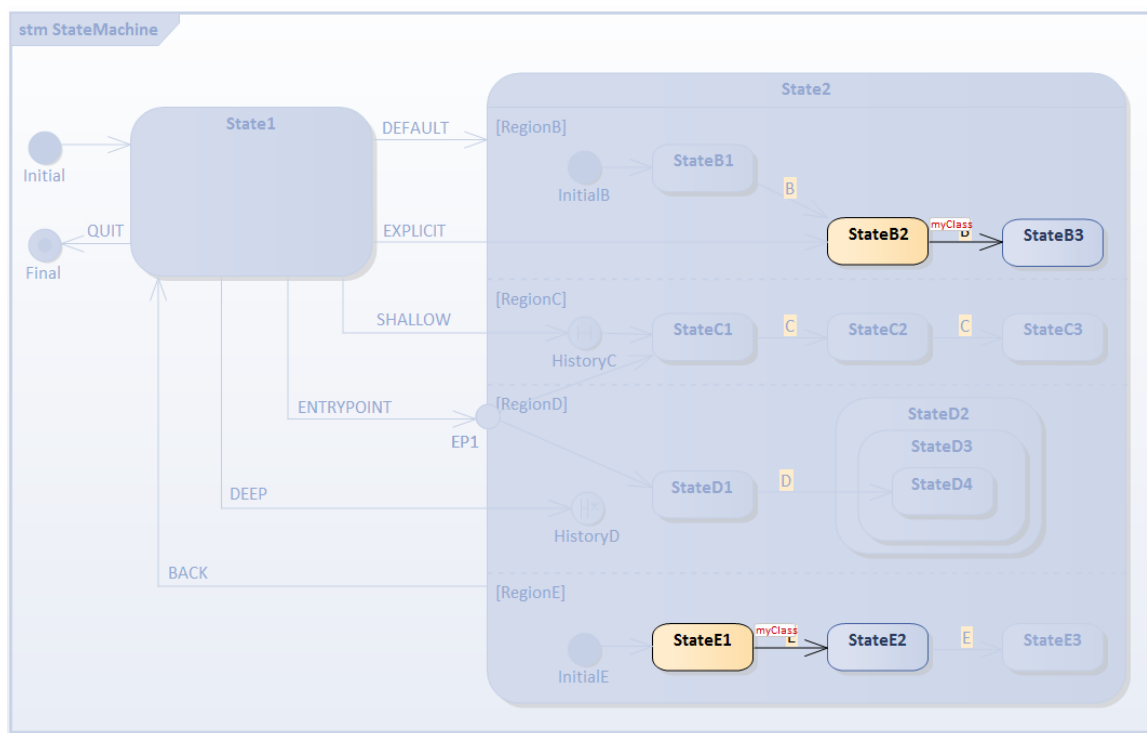 stm StateMachine
State2
State1
DEFAULT
[RegionB]
Initial
StateB1
InitialB
B
QUIT
EXPLICIT
StateB2
myClass
B
StateB3
Final
[RegionC]
SHALLOW
H
HistoryC
StateC1
C
StateC2
C
StateC3
ENTRYPOINT
[RegionD]
EP1
StateD2
StateD3
StateD4
StateD1
D
DEEP
H*
HistoryD
BACK
[RegionE]
InitialE
StateE1
myClass
StateE2
E
StateE3